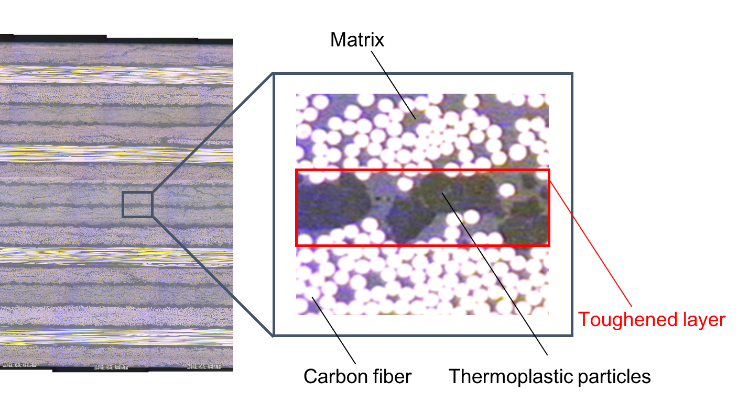 Matrix
Toughened layer
Carbon fiber
Thermoplastic particles